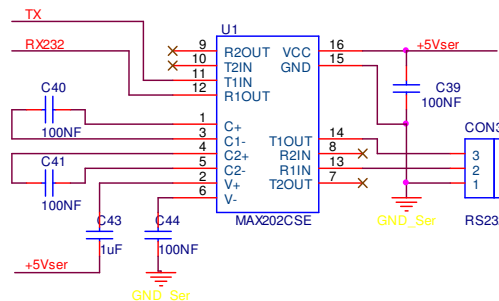 TX
RX232
U1
9 R2OUT VCC 16 +5Vser
10 T2IN GND 15
11 T1IN
12 R1OUT
C40
100NF
C39
100NF
1 C+
3 C1-
4 C2+
5 C2-
2 V+
6 V-
T1OUT 14
R2IN 8
R1IN 13
T2OUT 7
C41
100NF
CON3
3
2
1
MAX202CSE
GND_Ser
RS232
C43
1uF
C44
100NF
+5Vser
GND_Ser